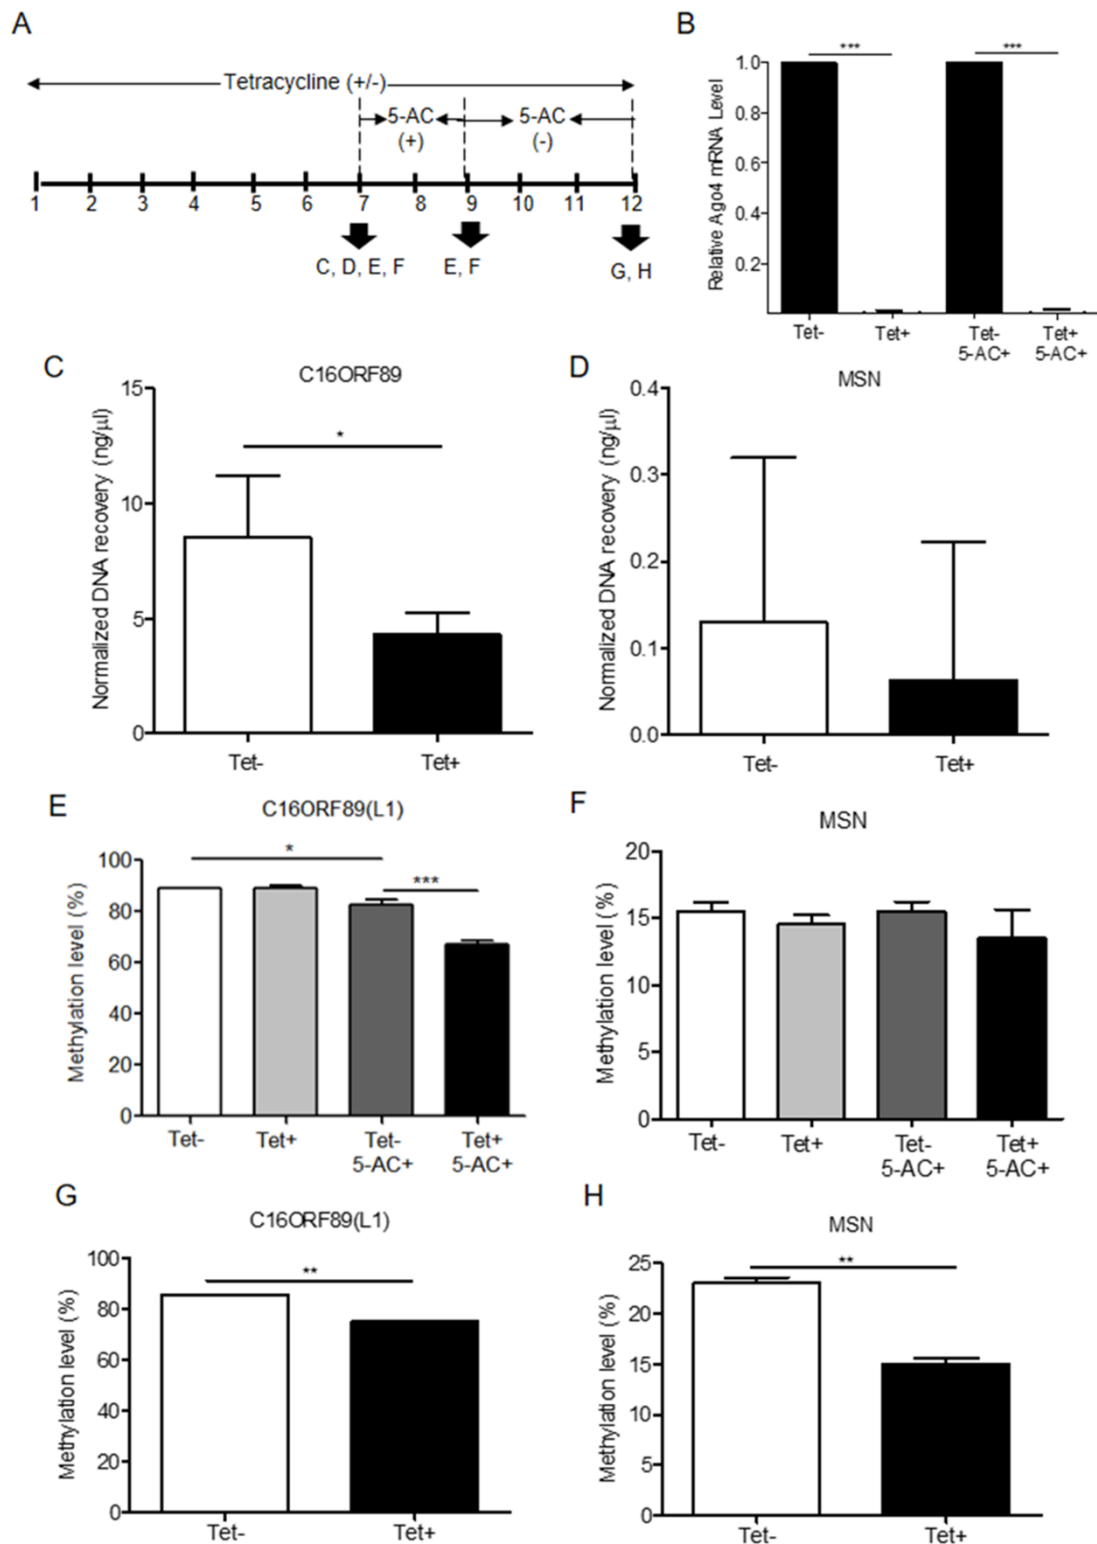 A
Tetracycline (+/-)
5-AC
(+)
5-AC
(-)
1 2 3 4 5 6 7 8 9 10 11 12
C, D, E, F
E, F
G, H
B
***
***
Relative Ago4 mRNA Level
1.0
0.8
0.6
0.4
0.2
Tet-
Tet+
Tet-
5-AC+
Tet+
5-AC+
C
C16ORF89
Normalized DNA recovery (ng/µl)
15
10
5
0
*
Tet-
Tet+
D
MSN
Normalized DNA recovery (ng/µl)
0.4
0.3
0.2
0.1
0.0
Tet-
Tet+
E
C16ORF89(L1)
Methylation level (%)
100
80
60
40
20
0
*
***
Tet-
Tet+
Tet-
5-AC+
Tet+
5-AC+
F
MSN
Methylation level (%)
20
15
10
5
0
Tet-
Tet+
Tet-
5-AC+
Tet+
5-AC+
G
C16ORF89(L1)
Methylation level (%)
100
80
60
40
20
0
**
Tet-
Tet+
H
MSN
Methylation level (%)
25
20
15
10
5
0
**
Tet-
Tet+